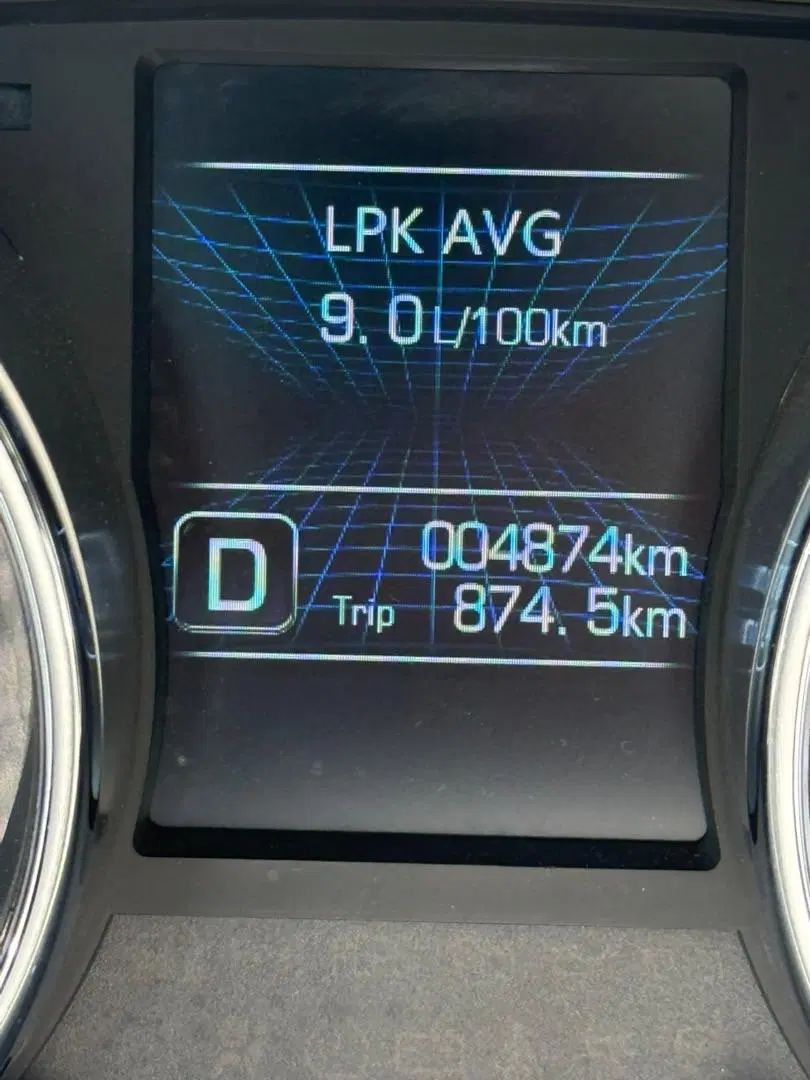 LPK AVG
9.0L/100km
D
004874km
Trip 874.5km